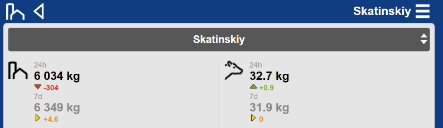 Skatinskiy
Skatinskiy
24h
6 034 kg
-304
7d
6 349 kg
+4.6
24h
32.7 kg
+0.9
7d
31.9 kg
0